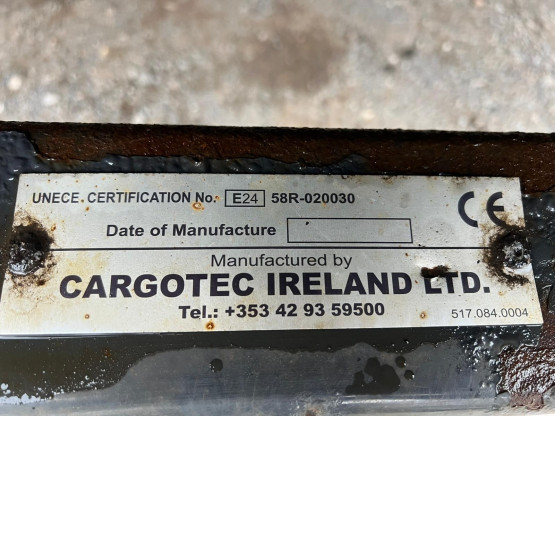 UNECE. CERTIFICATION No. E24 58R-020030
CE
Date of Manufacture
Manufactured by
CARGOTEC IRELAND LTD.
Tel.: +353 42 93 59500
517.084.0004